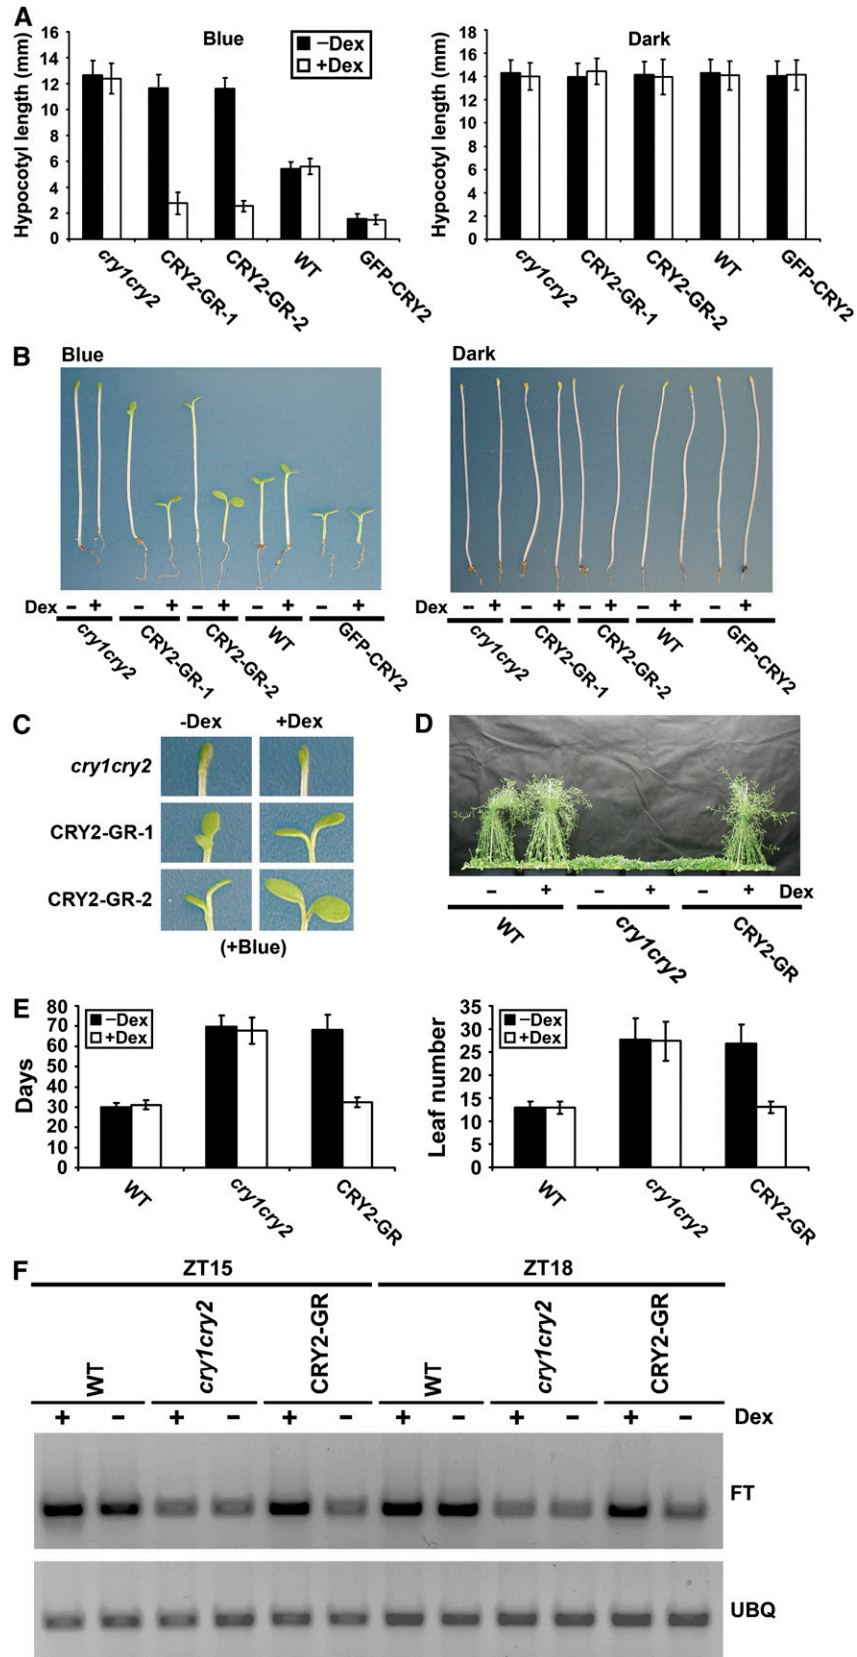 A
Blue
−Dex
+Dex
Hypocotyl length (mm)
16
14
12
10
8
6
4
2
0
cry1cry2
CRY2-GR-1
CRY2-GR-2
WT
GFP-CRY2
Dark
Hypocotyl length (mm)
18
16
14
12
10
8
6
4
2
0
cry1cry2
CRY2-GR-1
CRY2-GR-2
WT
GFP-CRY2
B
Blue
Dex − + − + − + − + − +
cry1cry2
CRY2-GR-1
CRY2-GR-2
WT
GFP-CRY2
Dark
Dex -- + − + − + − + − +
cry1cry2
CRY2-GR-1
CRY2-GR-2
WT
GFP-CRY2
C
-Dex +Dex
cry1cry2
CRY2-GR-1
CRY2-GR-2
(+Blue)
D
− + − + − + Dex
WT
cry1cry2
CRY2-GR
E
−Dex
+Dex
Days
80
70
60
50
40
30
20
10
0
WT
cry1cry2
CRY2-GR
−Dex
+Dex
Leaf number
35
30
25
20
15
10
5
0
WT
cry1cry2
CRY2-GR
F
ZT15 ZT18
WT cry1cry2 CRY2-GR WT cry1cry2 CRY2-GR
+ − + − + − + − + − + − Dex
FT
UBQ